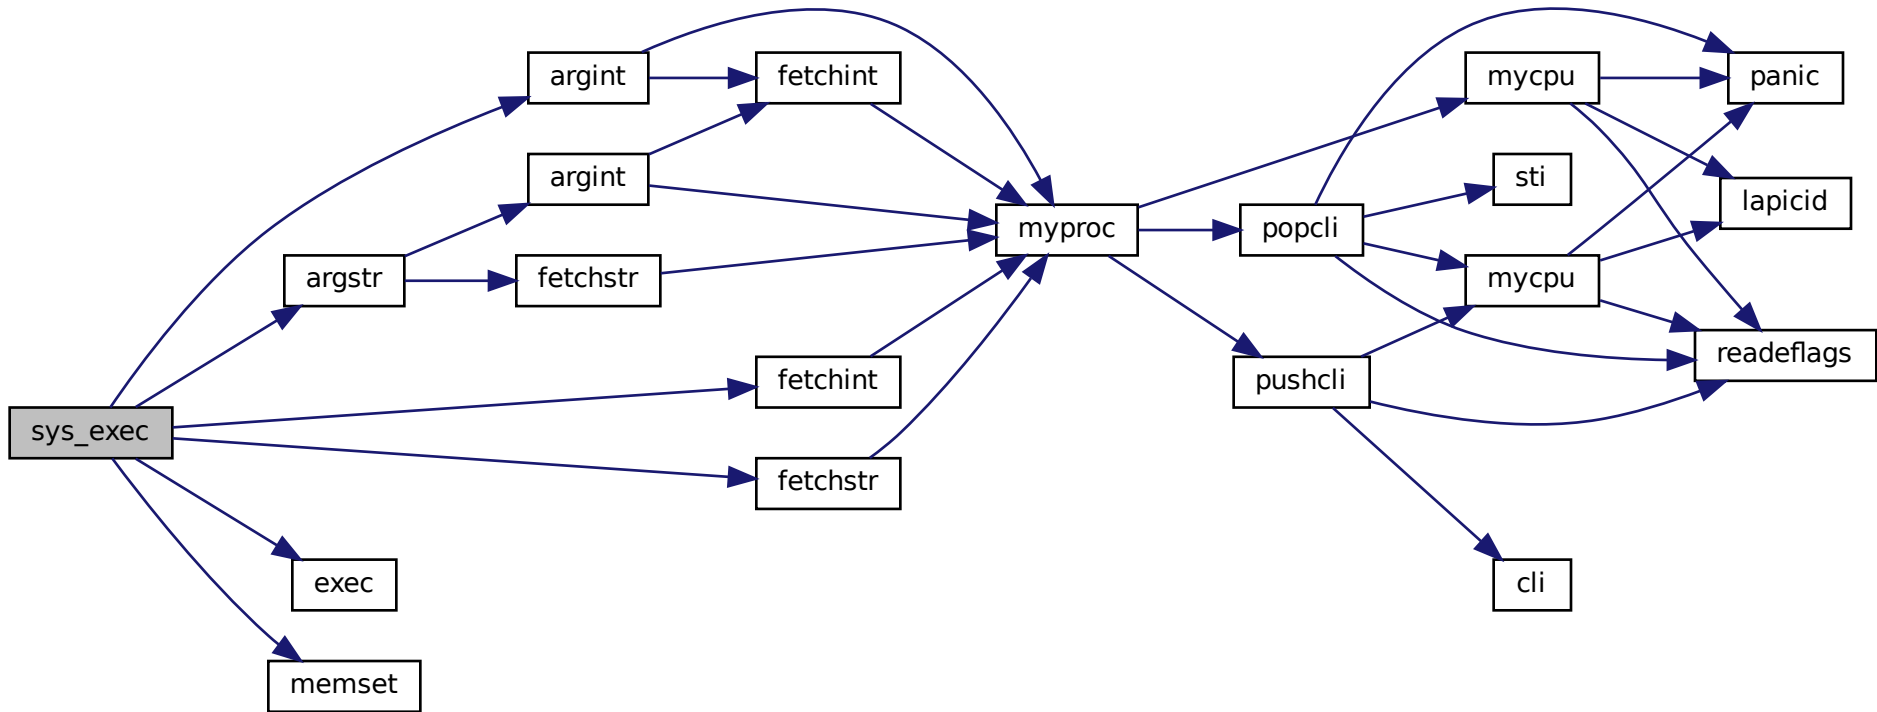 argint
fetchint
mycpu
panic
argint
sti
lapicid
myproc
popcli
argstr
fetchstr
mycpu
readeflags
fetchint
pushcli
sys_exec
fetchstr
exec
cli
memset